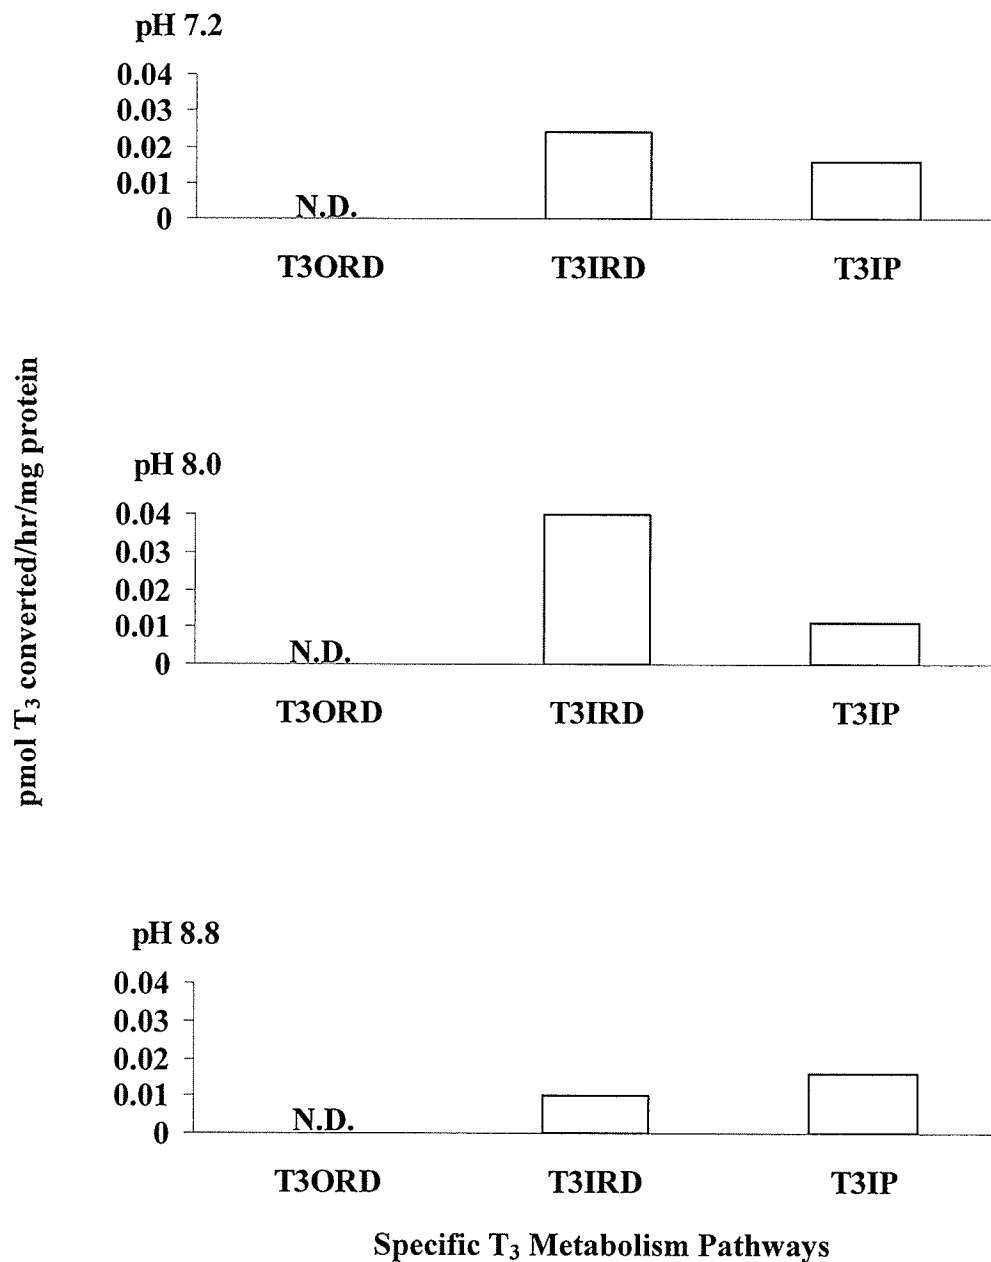 pH 7.2
0.04
0.03
0.02
0.01
0
N.D.
T3ORD T3IRD T3IP
pmol T₃ converted/hr/mg protein
pH 8.0
0.04
0.03
0.02
0.01
0
N.D.
T3ORD T3IRD T3IP
pH 8.8
0.04
0.03
0.02
0.01
0
N.D.
T3ORD T3IRD T3IP
Specific T₃ Metabolism Pathways